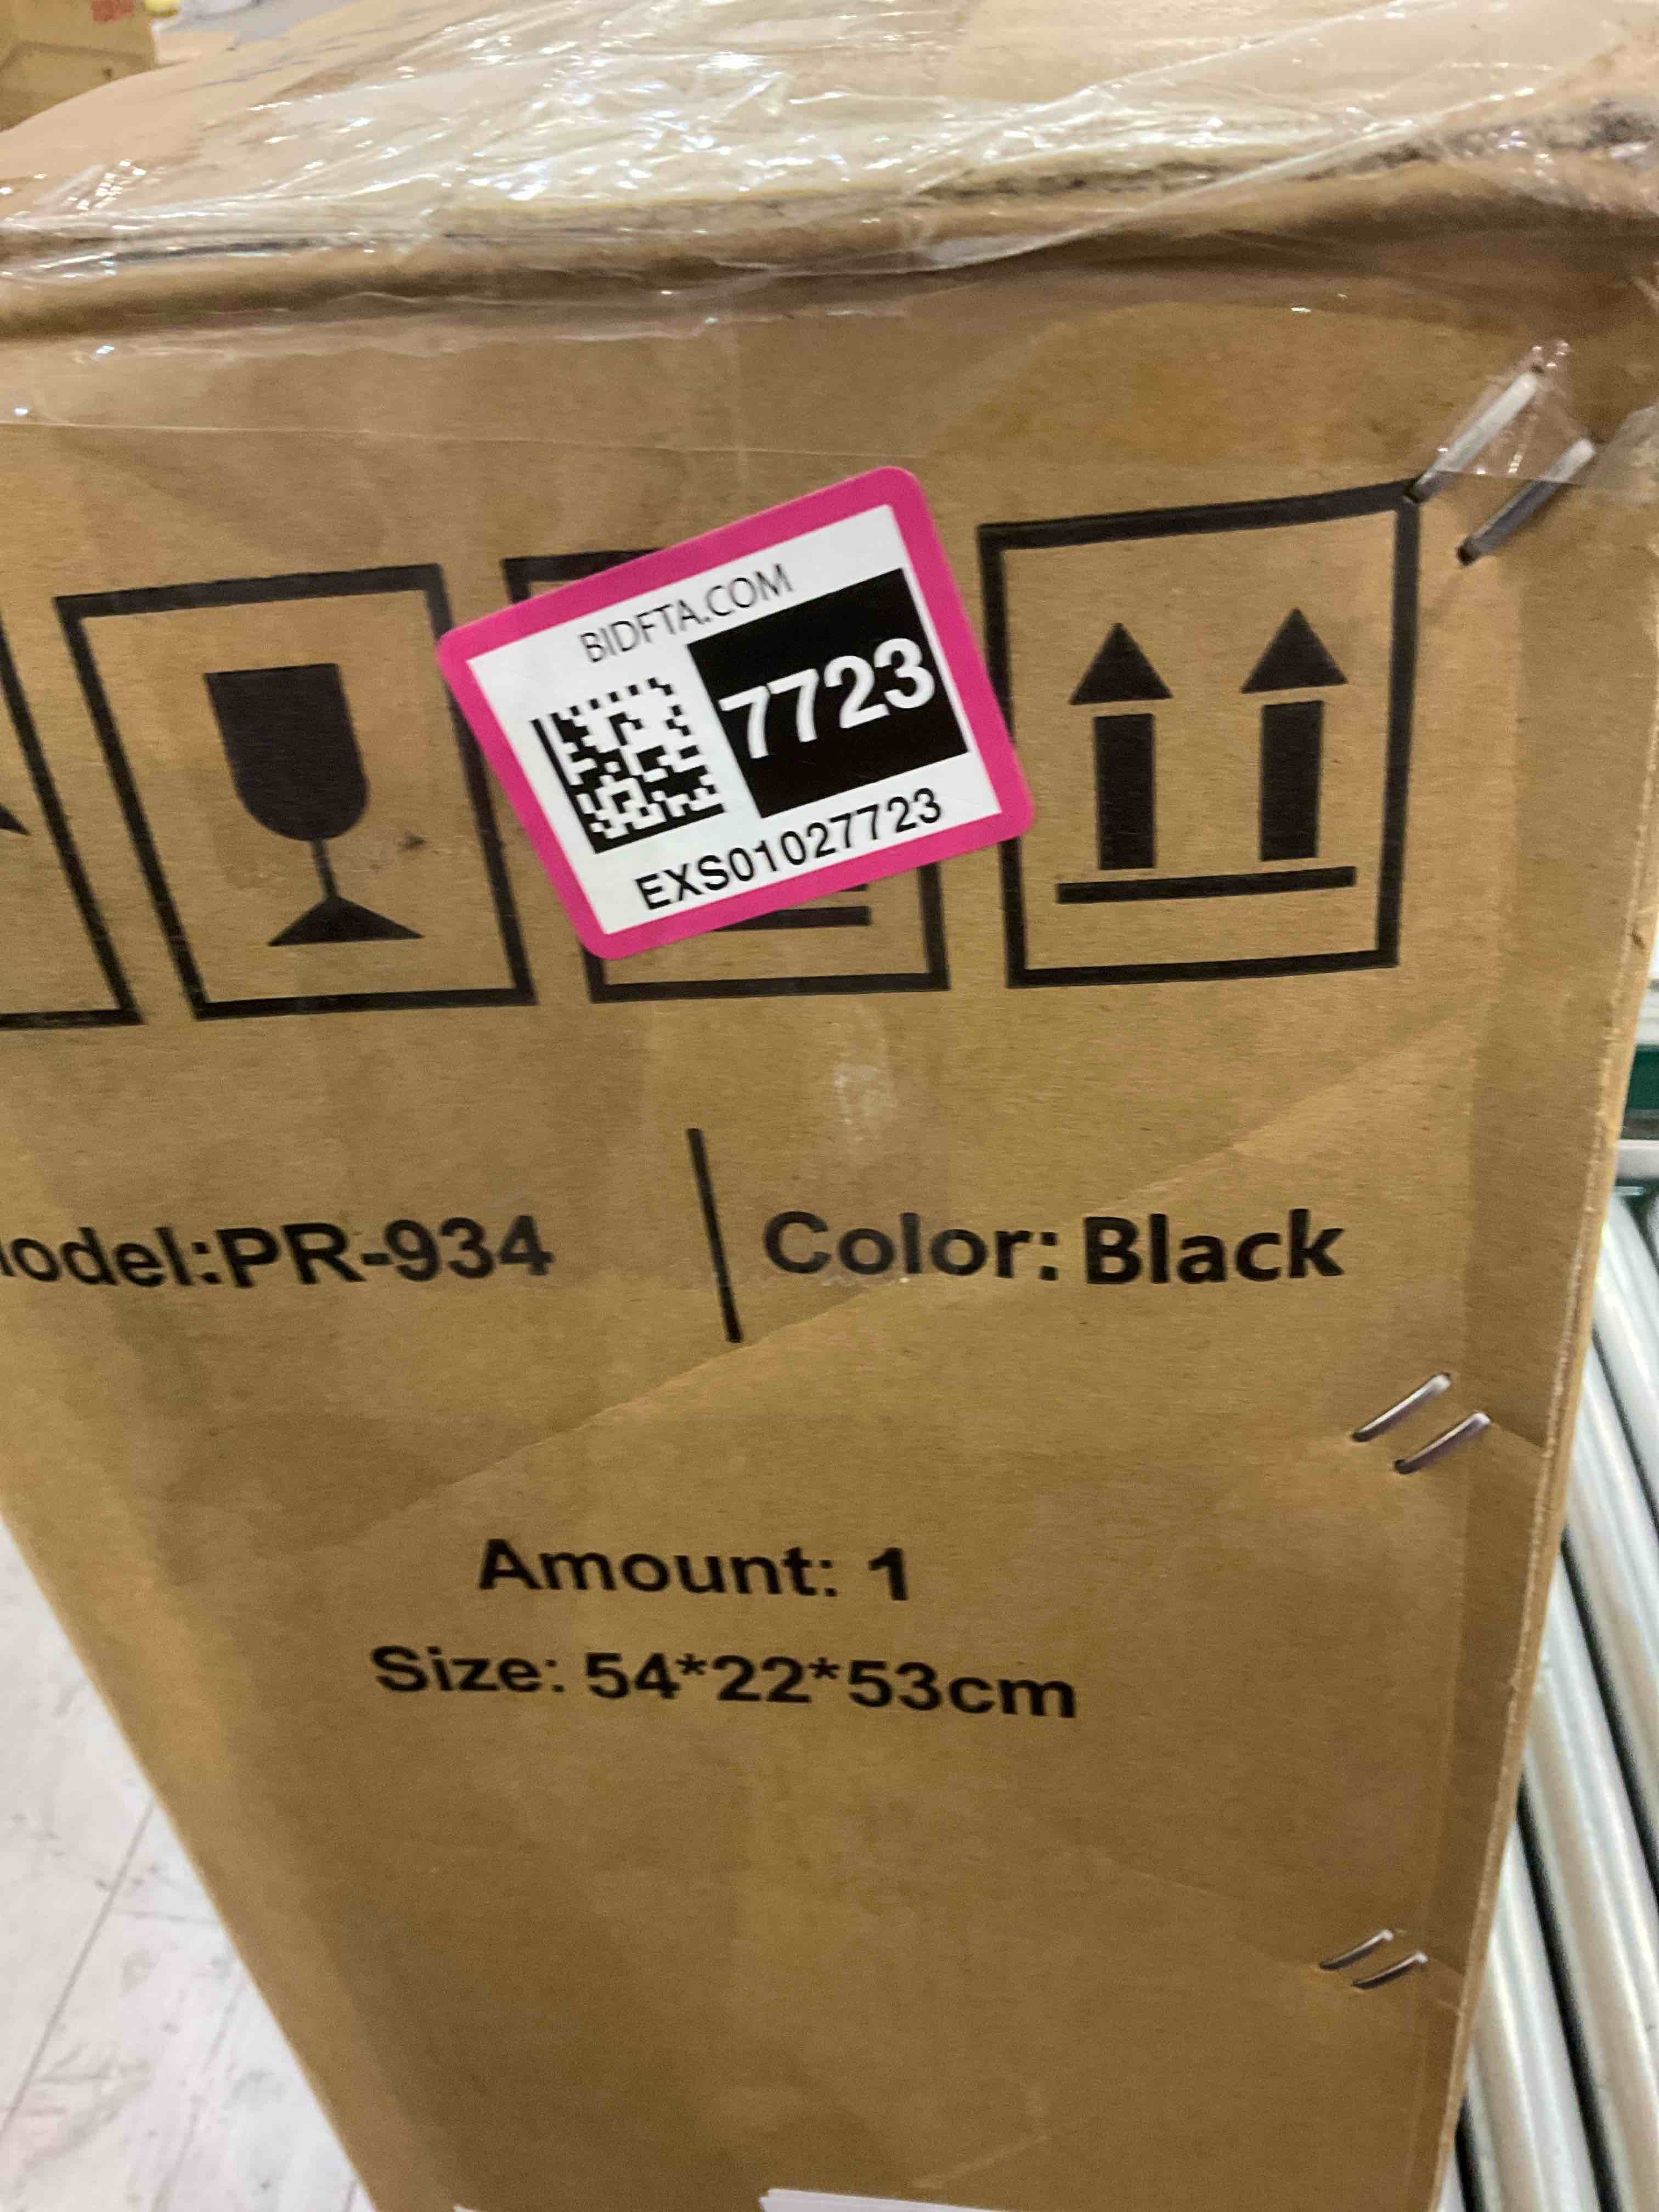 BIDFTA.COM
7723
EXS01027723
odel:PR-934
Color: Black
Amount: 1
Size: 54*22*53cm